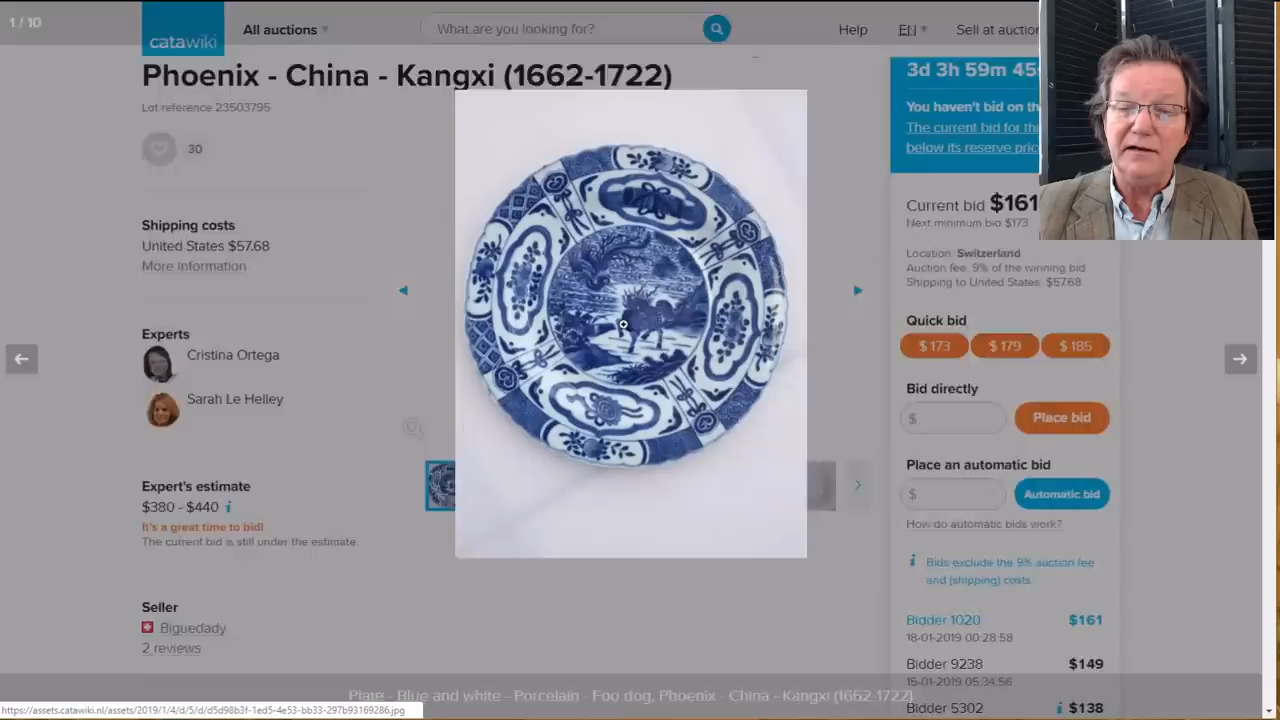 1 / 10
catawiki
All auctions
What are you looking for?
Help
EN
Sell at auction
Phoenix - China - Kangxi (1662-1722)
Lot reference 23503795
30
Shipping costs
United States $57.68
More information
Experts
Cristina Ortega
Sarah Le Helley
Expert's estimate
$380 - $440
It's a great time to bid!
The current bid is still under the estimate.
Seller
Biguedady
2 reviews
3d 3h 59m 45
You haven't bid on th
The current bid for thi
below its reserve pric
Current bid $161
Next minimum bid $173
Location: Switzerland
Auction fee: 9% of the winning bid
Shipping to United States: $57.68
Quick bid
$ 173 $ 179 $ 185
Bid directly
$ Place bid
Place an automatic bid
$ Automatic bid
How do automatic bids work?
Bids exclude the 9% auction fee
and (shipping) costs.
Bidder 1020 $161
18-01-2019 00:28:58
Bidder 9238 $149
15-01-2019 05:34:56
Bidder 5302 $138
Plate - Blue and white - Porcelain - Foo dog, Phoenix - China - Kangxi (1662-1722)
https://assets.catawiki.nl/assets/2019/1/4/d/5/d/d5d98b3f-1ed5-4e53-bb33-297b93169286.jpg